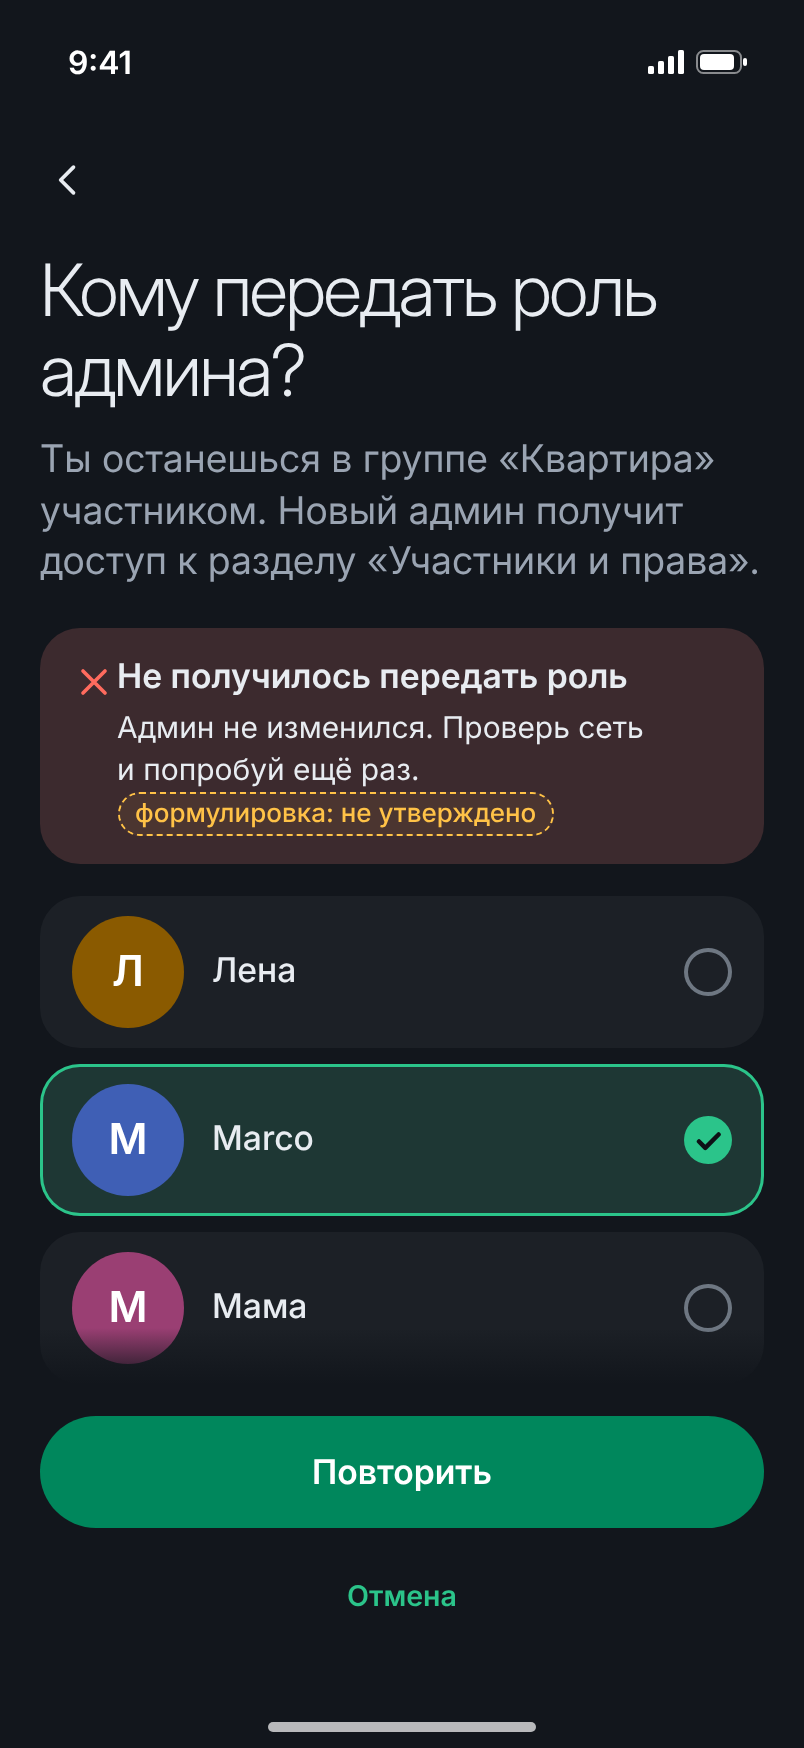 9:41
Кому передать роль
админа?
Ты останешься в группе «Квартира»
участником. Новый админ получит
доступ к разделу «Участники и права».
Не получилось передать роль
Админ не изменился. Проверь сеть
и попробуй ещё раз.
формулировка: не утверждено
Л Лена
M Marco
М Мама
Повторить
Отмена